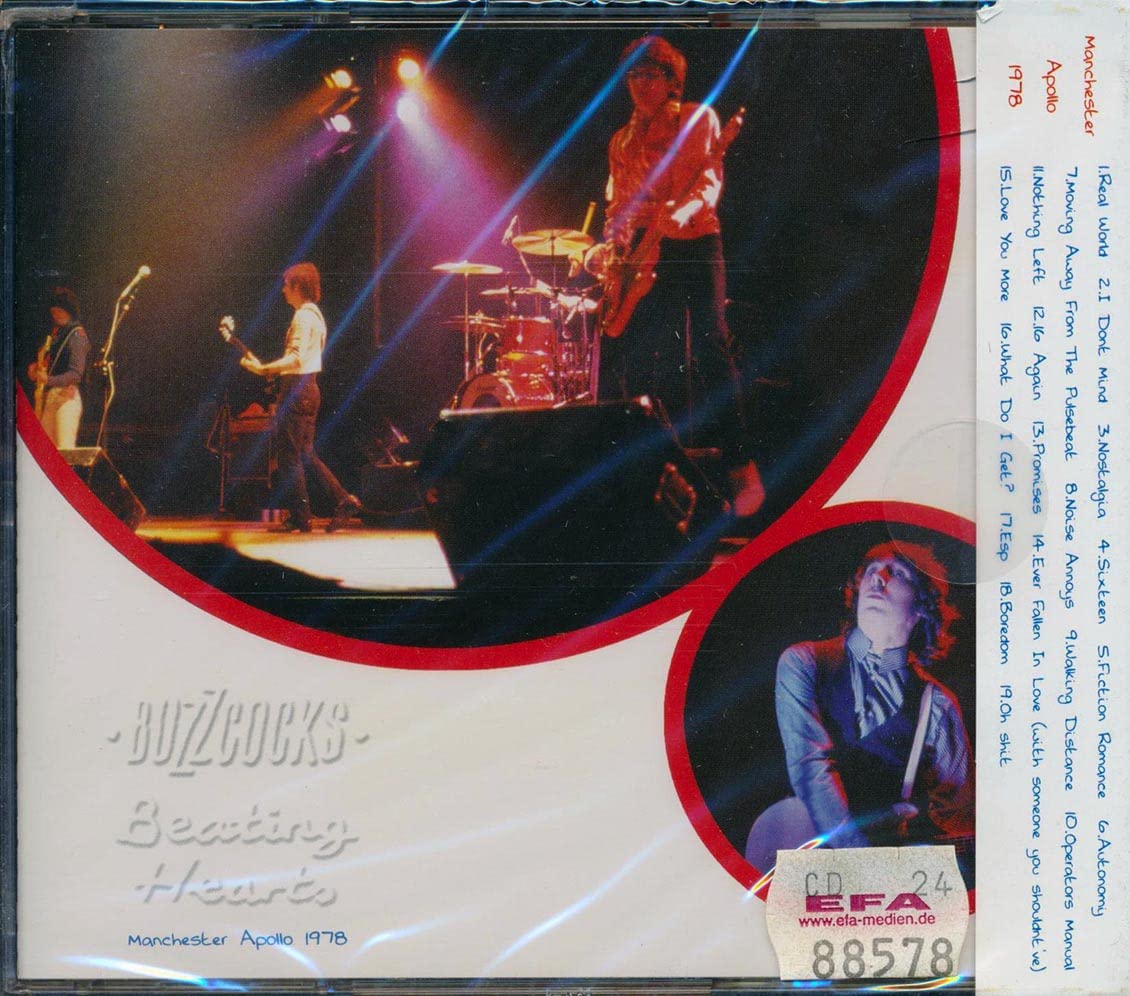 Manchester
Apollo
1978
1.Real World 2.I Dont Mind 3.Nostalgia 4.Sixteen 5.Fiction Romance 6.Autonomy
7.Moving Away From The Pulsebeat 8.Noise Annoys 9.Walking Distance 10.Operators Manual
11.Nothing Left 12.16 Again 13.Promises 14.Ever Fallen In Love (with someone you shouldnt've)
15.Love You More 16.What Do I Get? 17.Esp 18.Boredom 19.Oh shit
·BUZZCOCKS·
Beating
Hearts
Manchester Apollo 1978
CD 24
EFA
www.efa-medien.de
88578